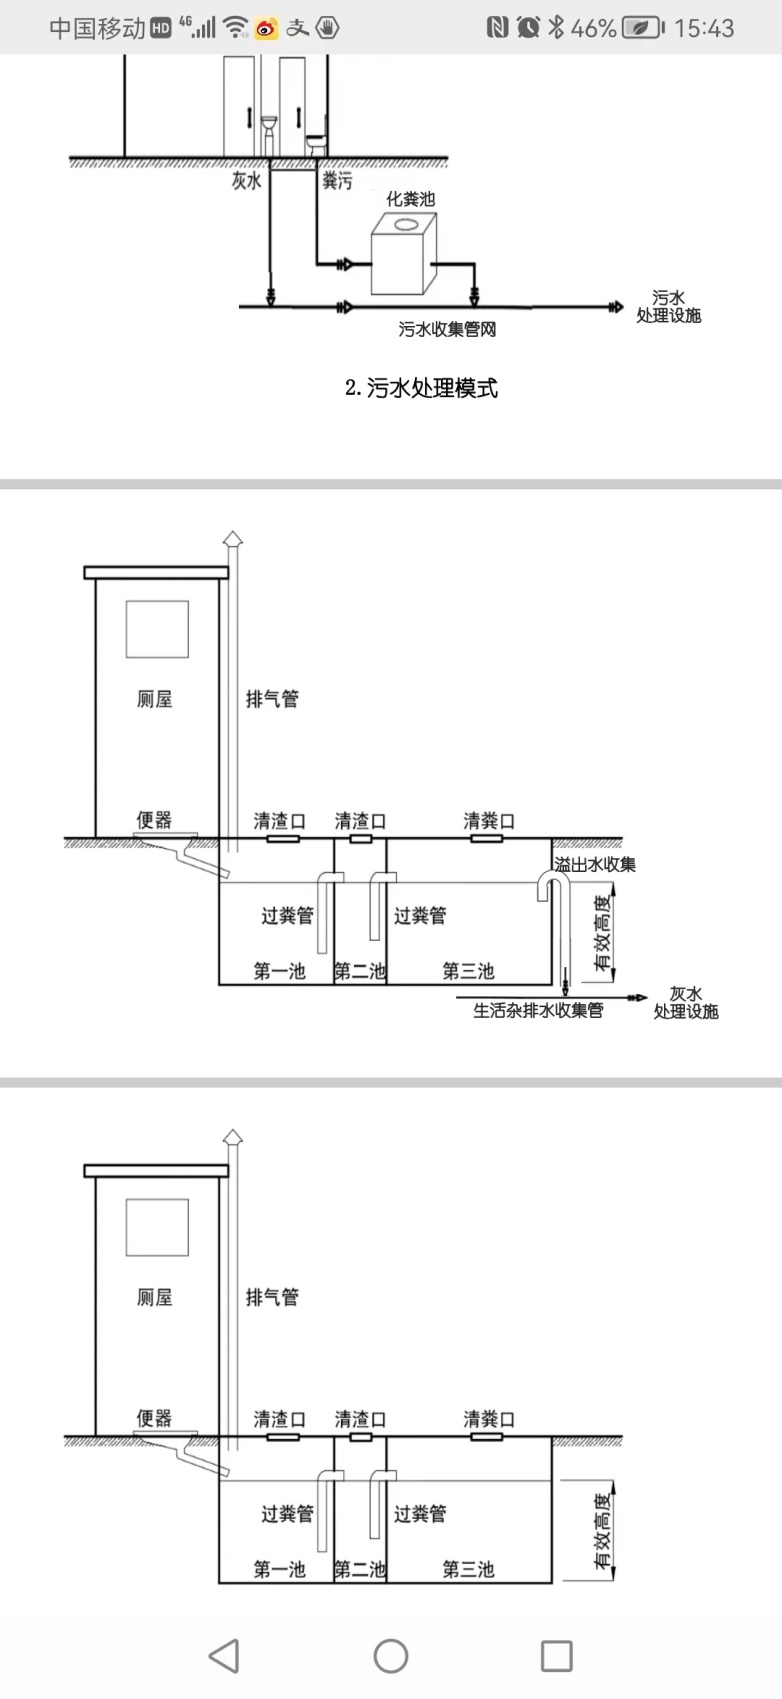 中国移动 HD 4G 支 46% 15:43
灰水 粪污
化粪池
污水
处理设施
污水收集管网
2.污水处理模式
厕屋 排气管
便器 清渣口 清渣口 清粪口
溢出水收集
过粪管 过粪管 有效高度
第一池 第二池 第三池
灰水
处理设施
生活杂排水收集管
厕屋 排气管
便器 清渣口 清渣口 清粪口
过粪管 过粪管 有效高度
第一池 第二池 第三池